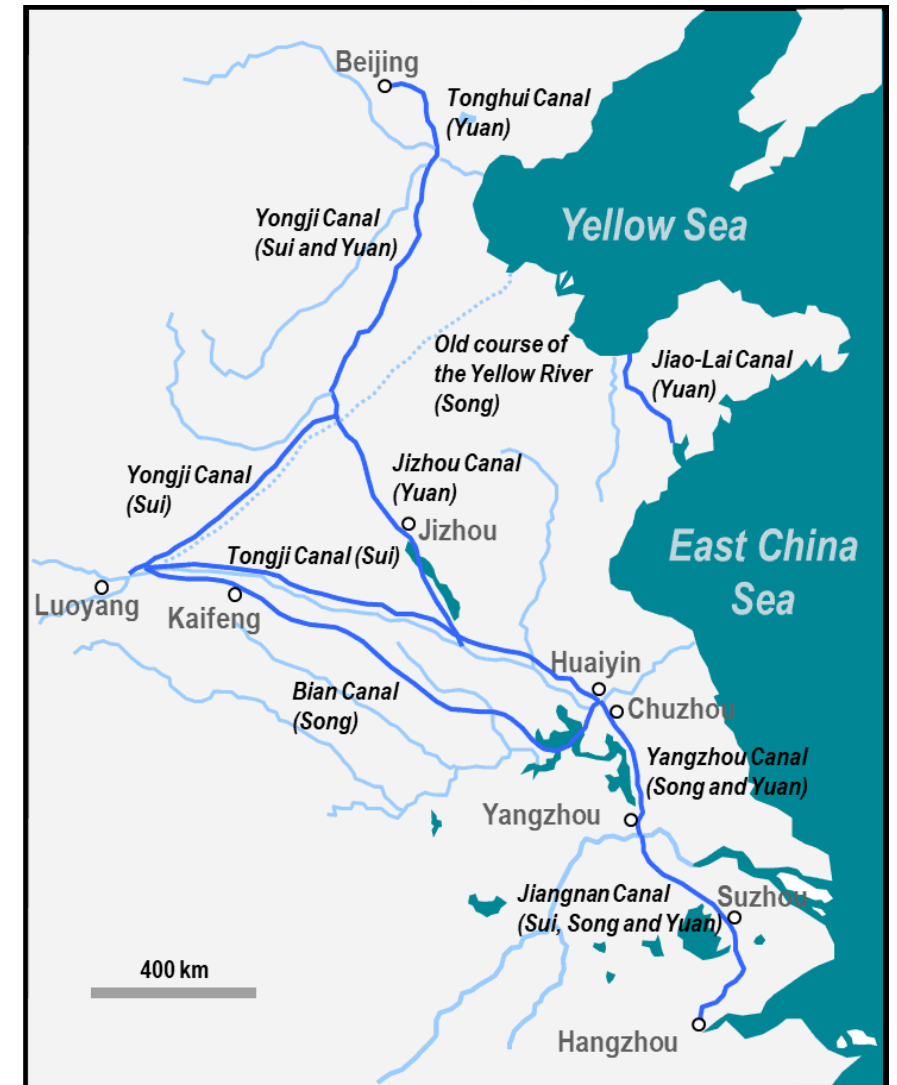 Beijing
Tonghui Canal
(Yuan)
Yongji Canal
(Sui and Yuan)
Yellow Sea
Old course of
the Yellow River
(Song)
Jiao-Lai Canal
(Yuan)
Yongji Canal
(Sui)
Jizhou Canal
(Yuan)
Jizhou
Tongji Canal (Sui)
East China
Sea
Luoyang
Kaifeng
Huaiyin
Bian Canal
(Song)
Chuzhou
Yangzhou Canal
(Song and Yuan)
Yangzhou
Jiangnan Canal
(Sui, Song and Yuan)
Suzhou
400 km
Hangzhou